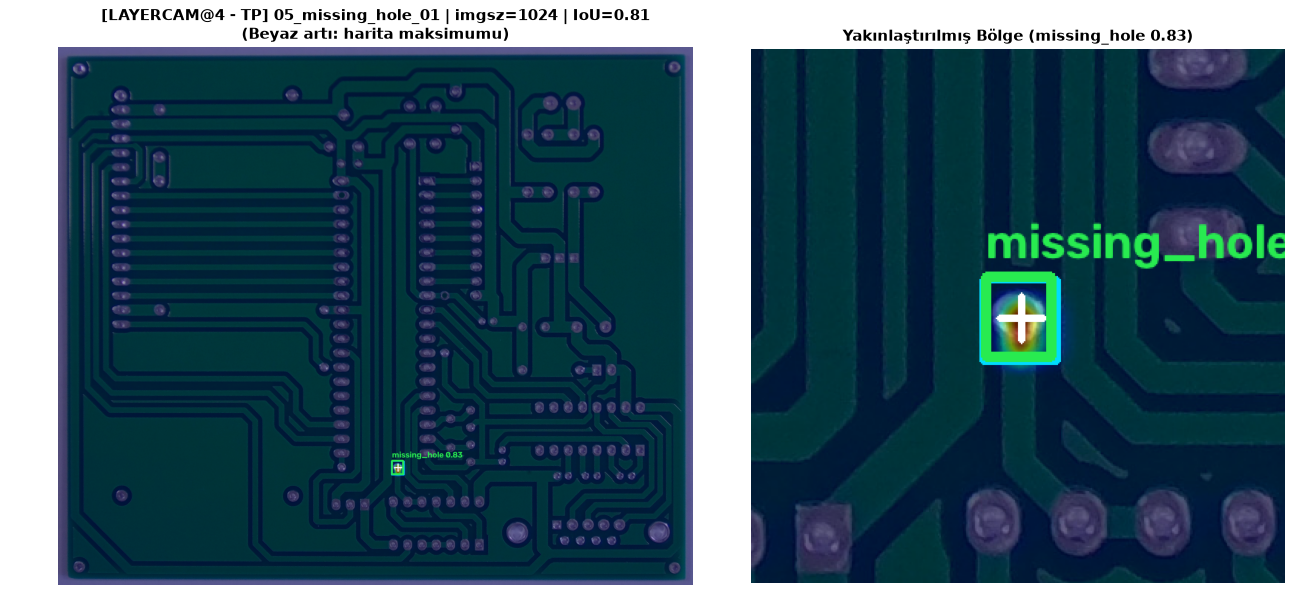 [LAYERCAM@4 - TP] 05_missing_hole_01 | imgsz=1024 | IoU=0.81
(Beyaz artı: harita maksimumu)
Yakınlaştırılmış Bölge (missing_hole 0.83)
missing_hole 0.83
missing_hole